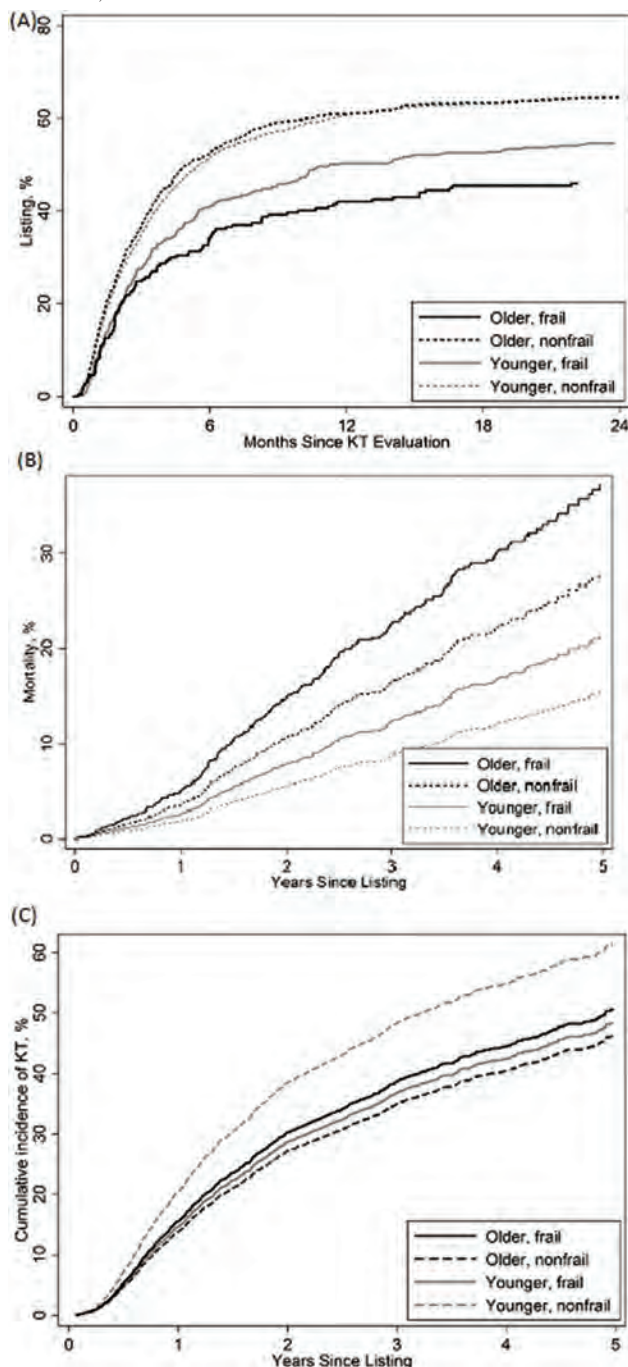 (A)
80
60
40
20
0
Listing, %
Older, frail
Older, nonfrail
Younger, frail
Younger, nonfrail
0 6 12 18 24
Months Since KT Evaluation
(B)
30
20
10
0
Mortality, %
Older, frail
Older, nonfrail
Younger, frail
Younger, nonfrail
0 1 2 3 4 5
Years Since Listing
(C)
60
50
40
30
20
10
0
Cumulative incidence of KT, %
Older, frail
Older, nonfrail
Younger, frail
Younger, nonfrail
0 1 2 3 4 5
Years Since Listing